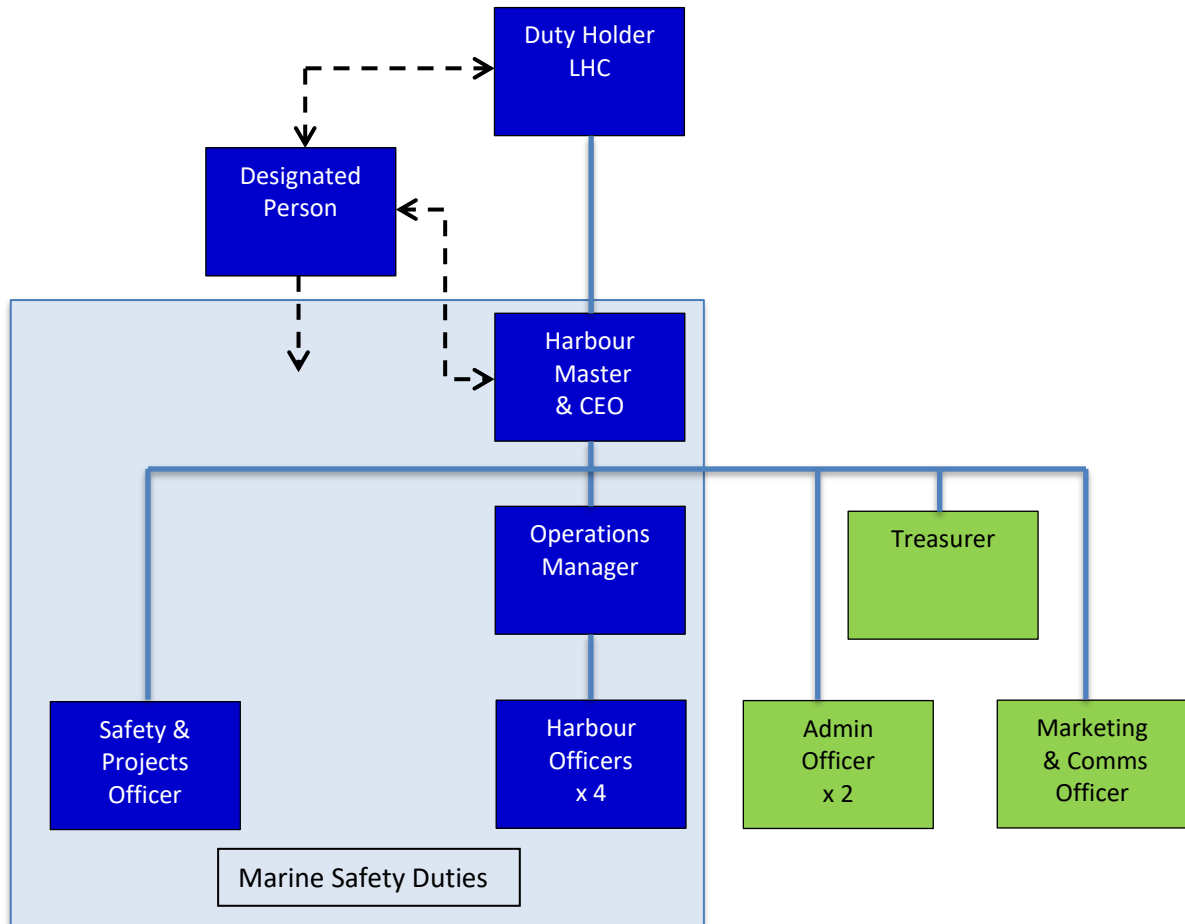 Duty Holder
LHC
Designated
Person
Harbour
Master
& CEO
Operations
Manager
Treasurer
Safety &
Projects
Officer
Harbour
Officers
x 4
Admin
Officer
x 2
Marketing
& Comms
Officer
Marine Safety Duties